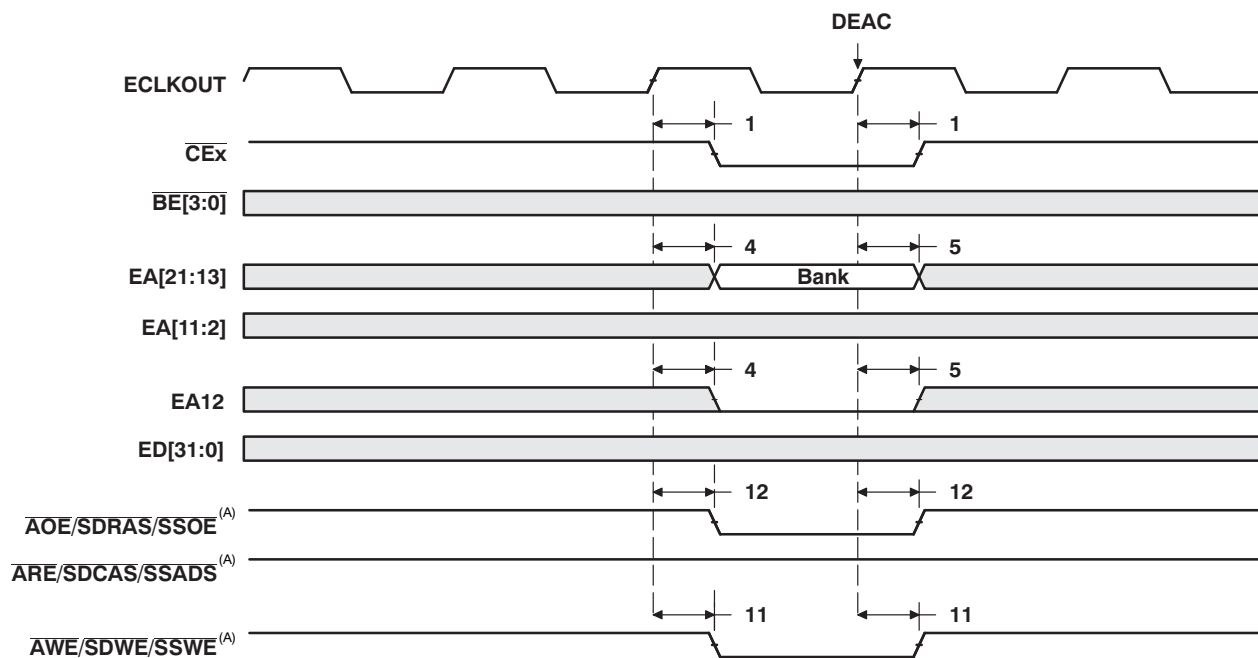 DEAC
ECLKOUT
1 1
CEx
BE[3:0]
4 5
EA[21:13] Bank
EA[11:2]
4 5
EA12
ED[31:0]
12 12
AOE/SDRAS/SSOE(A)
ARE/SDCAS/SSADS(A)
11 11
AWE/SDWE/SSWE(A)